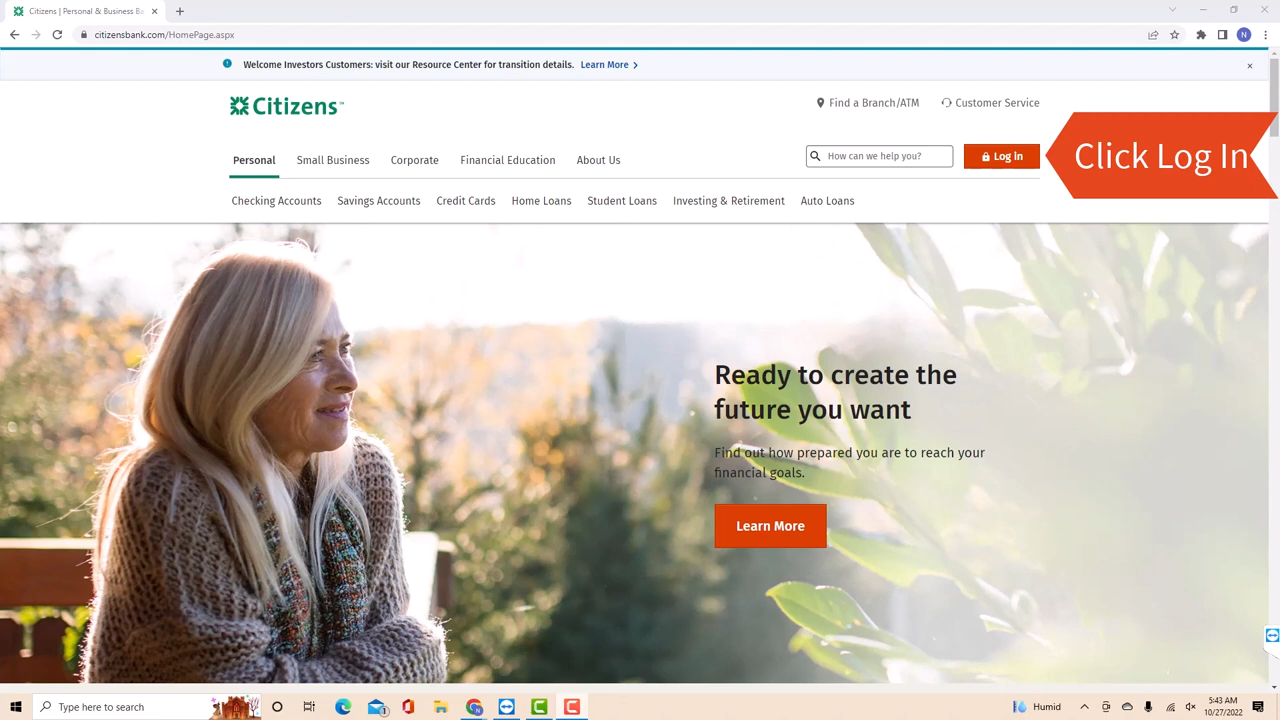 Citizens | Personal & Business Ba
citizensbank.com/HomePage.aspx
N
Welcome Investors Customers: visit our Resource Center for transition details. Learn More
Citizens™
Find a Branch/ATM Customer Service
Personal Small Business Corporate Financial Education About Us
How can we help you?
Log in
Click Log In
Checking Accounts Savings Accounts Credit Cards Home Loans Student Loans Investing & Retirement Auto Loans
Ready to create the
future you want
Find out how prepared you are to reach your
financial goals.
Learn More
Type here to search
1
Humid
5:43 AM
10/27/2022